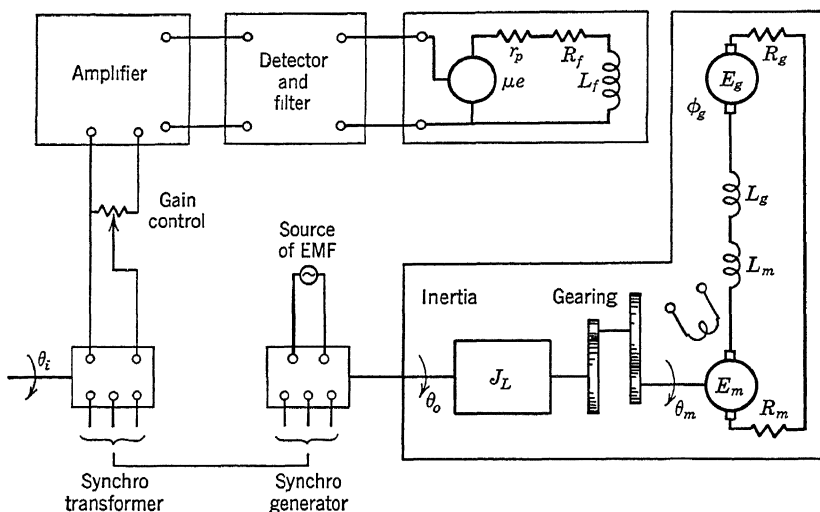 Amplifier
Detector
and
filter
r_p
R_f
L_f
μe
R_g
E_g
ϕ_g
L_g
L_m
Gain
control
Source
of EMF
Inertia
Gearing
θ_i
J_L
θ_o
θ_m
E_m
R_m
Synchro
transformer
Synchro
generator